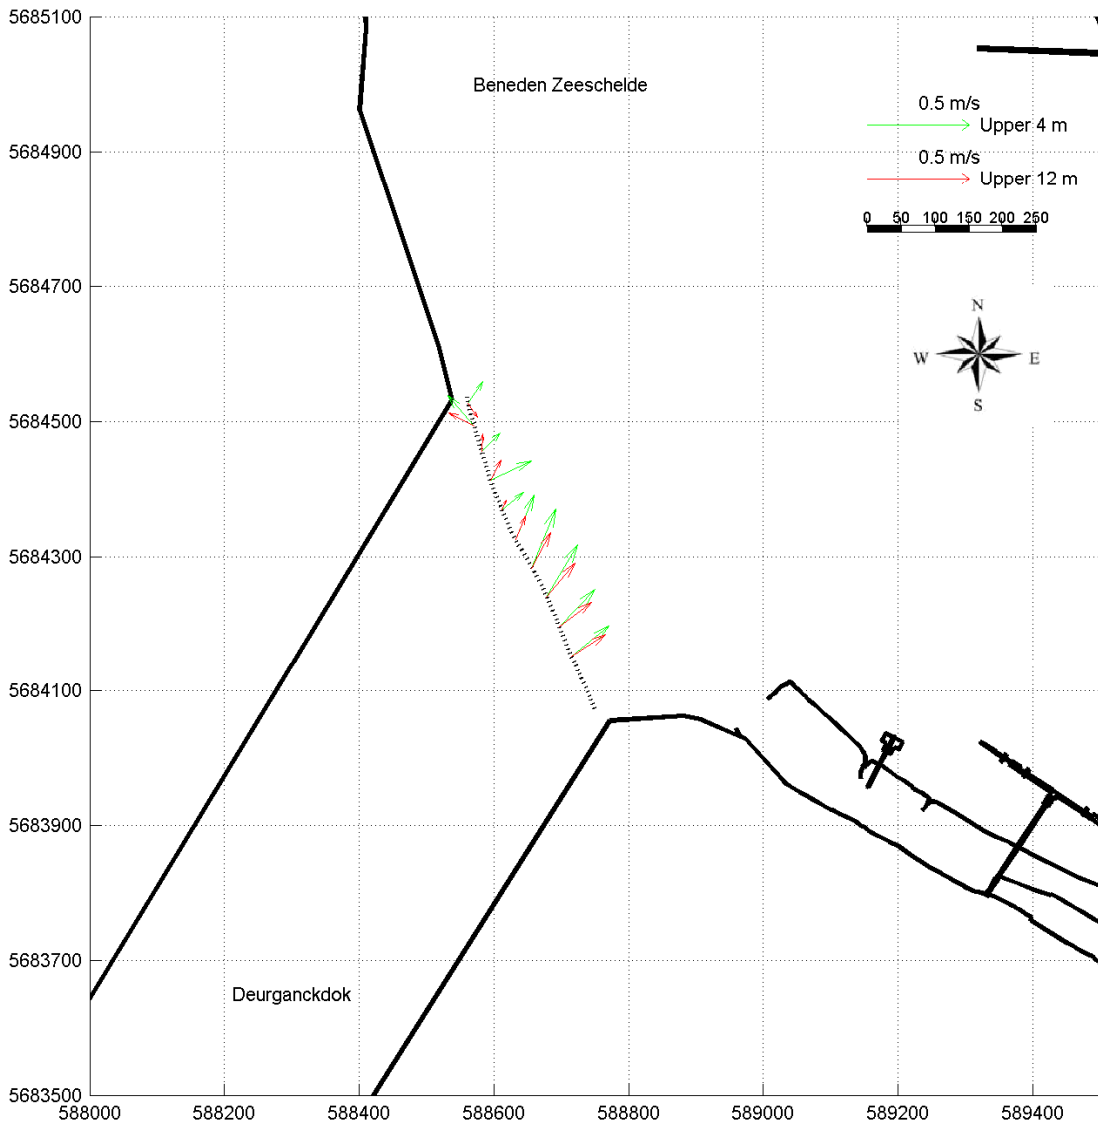 5685100
Beneden Zeeschelde
0.5 m/s
Upper 4 m
5684900
0.5 m/s
Upper 12 m
0 50 100 150 200 250
5684700
N
W E
S
5684500
5684300
5684100
5683900
5683700
Deurganckdok
5683500
588000 588200 588400 588600 588800 589000 589200 589400